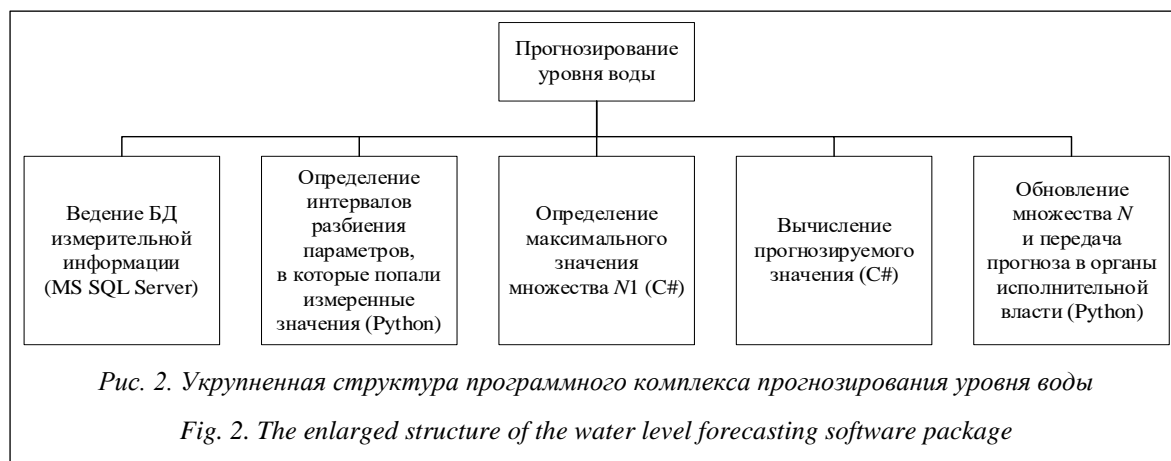 Прогнозирование
уровня воды
Ведение БД
измерительной
информации
(MS SQL Server)
Определение
интервалов
разбиения
параметров,
в которые попали
измеренные
значения (Python)
Определение
максимального
значения
множества N1 (C#)
Вычисление
прогнозируемого
значения (C#)
Обновление
множества N
и передача
прогноза в органы
исполнительной
власти (Python)
Рис. 2. Укрупненная структура программного комплекса прогнозирования уровня воды
Fig. 2. The enlarged structure of the water level forecasting software package